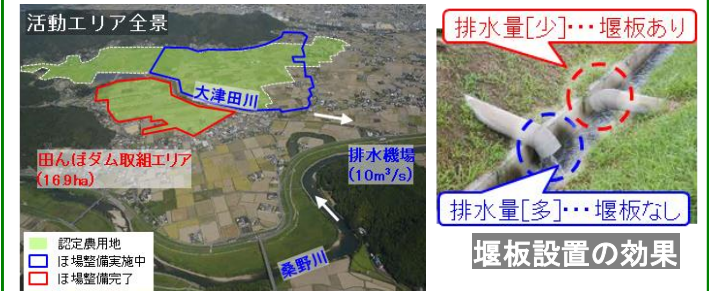 活動エリア全景
大津田川
田んぼダム取組エリア
(169ha)
排水機場
(10m³/s)
桑野川
認定農用地
ほ場整備実施中
ほ場整備完了
排水量[少]･･･堰板あり
排水量[多]･･･堰板なし
堰板設置の効果